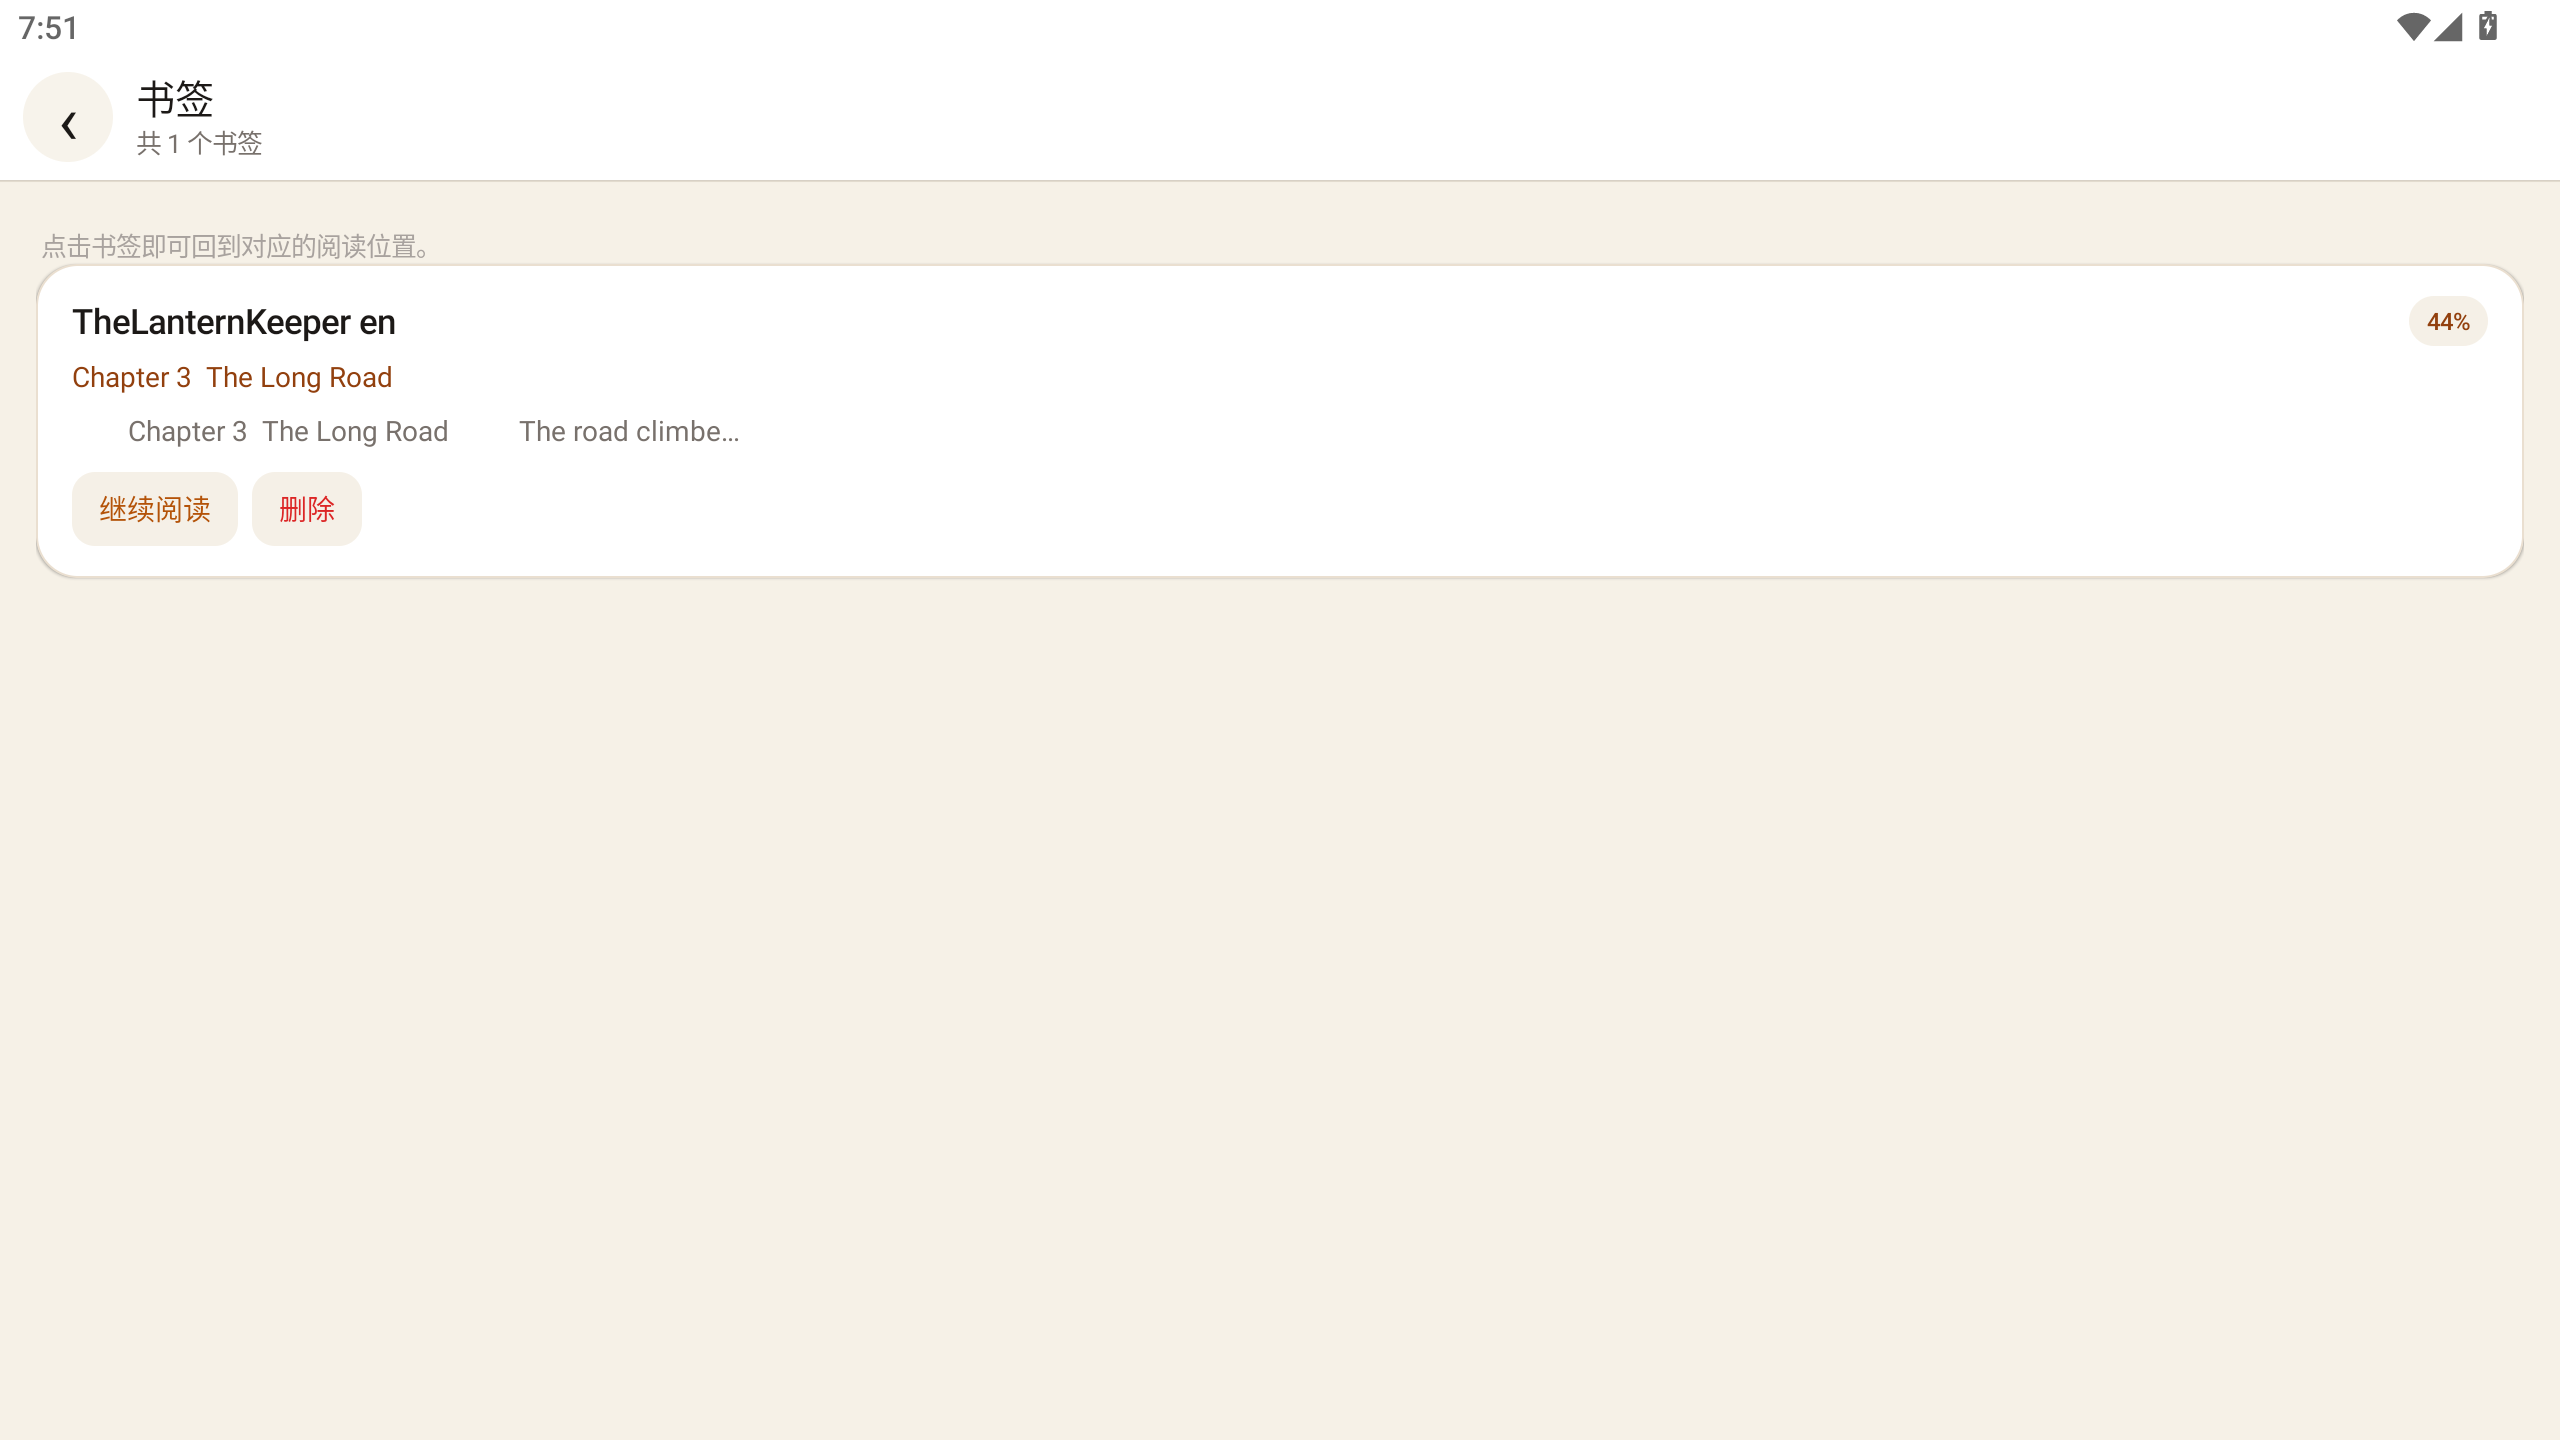 7:51
书签
共 1 个书签
点击书签即可回到对应的阅读位置。
TheLanternKeeper en
44%
Chapter 3  The Long Road
Chapter 3  The Long Road  The road climbe...
继续阅读 删除